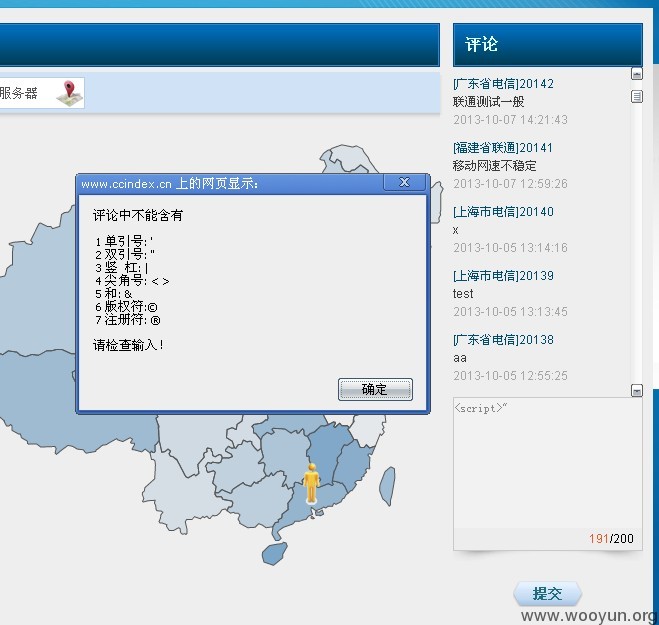 评论
服务器
[广东省电信]20142
联通测试一般
2013-10-07 14:21:43
[福建省联通]20141
移动网速不稳定
2013-10-07 12:59:26
[上海市电信]20140
x
2013-10-05 13:14:16
[上海市电信]20139
test
2013-10-05 13:13:45
[广东省电信]20138
aa
2013-10-05 12:55:25
www.ccindex.cn 上的网页显示:
评论中不能含有
1 单引号: '
2 双引号: "
3 竖 杠: |
4 尖角号: < >
5 和: &
6 版权符:©
7 注册符: ®
请检查输入!
确定
<script>"
191/200
提交
www.wooyun.org